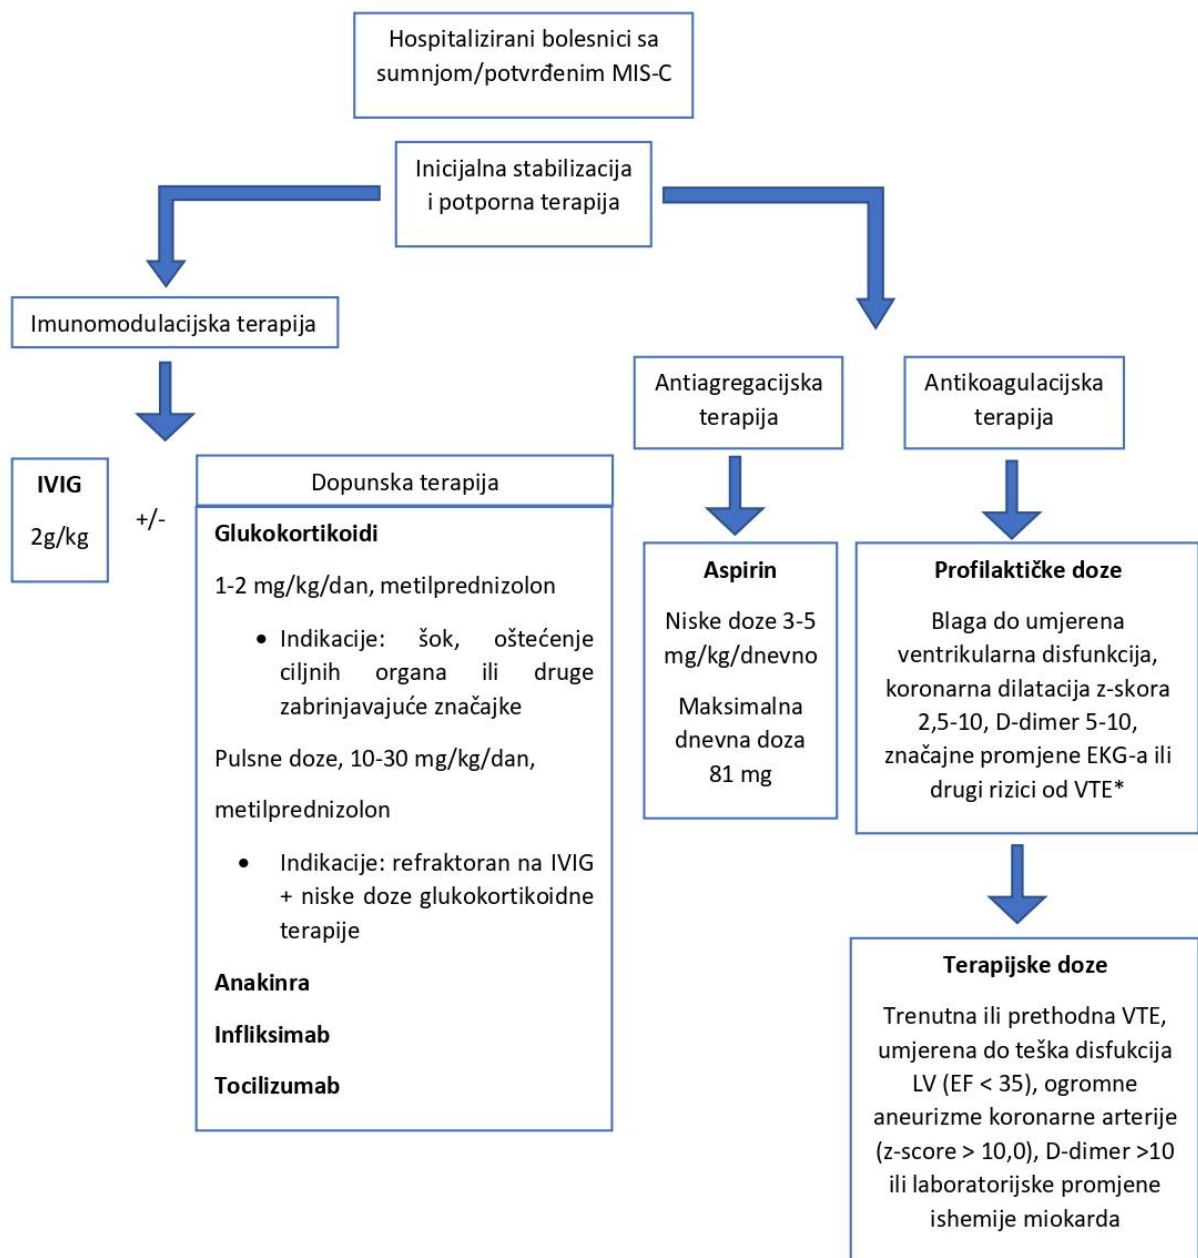 Hospitalizirani bolesnici sa
sumnjom/potvrđenim MIS-C
Inicijalna stabilizacija
i potporna terapija
Imunomodulacijska terapija
IVIG
2g/kg
+/-
Dopunska terapija
Glukokortikoidi
1-2 mg/kg/dan, metilprednizolon
• Indikacije: šok, oštećenje
ciljnih organa ili druge
zabrinjavajuće značajke
Pulsne doze, 10-30 mg/kg/dan,
metilprednizolon
• Indikacije: refraktoran na IVIG
+ niske doze glukokortikoidne
terapije
Anakinra
Infliksimab
Tocilizumab
Antiagregacijska
terapija
Aspirin
Niske doze 3-5
mg/kg/dnevno
Maksimalna
dnevna doza
81 mg
Antikoagulacijska
terapija
Profilaktičke doze
Blaga do umjerena
ventrikularna disfunkcija,
koronarna dilatacija z-skora
2,5-10, D-dimer 5-10,
značajne promjene EKG-a ili
drugi rizici od VTE*
Terapijske doze
Trenutna ili prethodna VTE,
umjerena do teška disfukcija
LV (EF < 35), ogromne
aneurizme koronarne arterije
(z-score > 10,0), D-dimer >10
ili laboratorijske promjene
ishemije miokarda